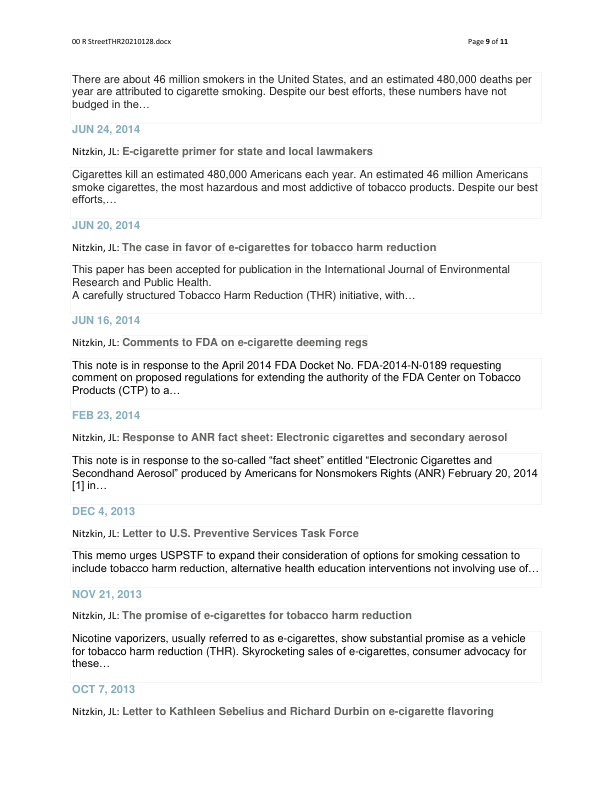 00 R StreetTHR20210128.docx Page 9 of 11
There are about 46 million smokers in the United States, and an estimated 480,000 deaths per
year are attributed to cigarette smoking. Despite our best efforts, these numbers have not
budged in the…
JUN 24, 2014
Nitzkin, JL: E-cigarette primer for state and local lawmakers
Cigarettes kill an estimated 480,000 Americans each year. An estimated 46 million Americans
smoke cigarettes, the most hazardous and most addictive of tobacco products. Despite our best
efforts,…
JUN 20, 2014
Nitzkin, JL: The case in favor of e-cigarettes for tobacco harm reduction
This paper has been accepted for publication in the International Journal of Environmental
Research and Public Health.
A carefully structured Tobacco Harm Reduction (THR) initiative, with…
JUN 16, 2014
Nitzkin, JL: Comments to FDA on e-cigarette deeming regs
This note is in response to the April 2014 FDA Docket No. FDA-2014-N-0189 requesting
comment on proposed regulations for extending the authority of the FDA Center on Tobacco
Products (CTP) to a…
FEB 23, 2014
Nitzkin, JL: Response to ANR fact sheet: Electronic cigarettes and secondary aerosol
This note is in response to the so-called “fact sheet” entitled “Electronic Cigarettes and
Secondhand Aerosol” produced by Americans for Nonsmokers Rights (ANR) February 20, 2014
[1] in…
DEC 4, 2013
Nitzkin, JL: Letter to U.S. Preventive Services Task Force
This memo urges USPSTF to expand their consideration of options for smoking cessation to
include tobacco harm reduction, alternative health education interventions not involving use of…
NOV 21, 2013
Nitzkin, JL: The promise of e-cigarettes for tobacco harm reduction
Nicotine vaporizers, usually referred to as e-cigarettes, show substantial promise as a vehicle
for tobacco harm reduction (THR). Skyrocketing sales of e-cigarettes, consumer advocacy for
these…
OCT 7, 2013
Nitzkin, JL: Letter to Kathleen Sebelius and Richard Durbin on e-cigarette flavoring